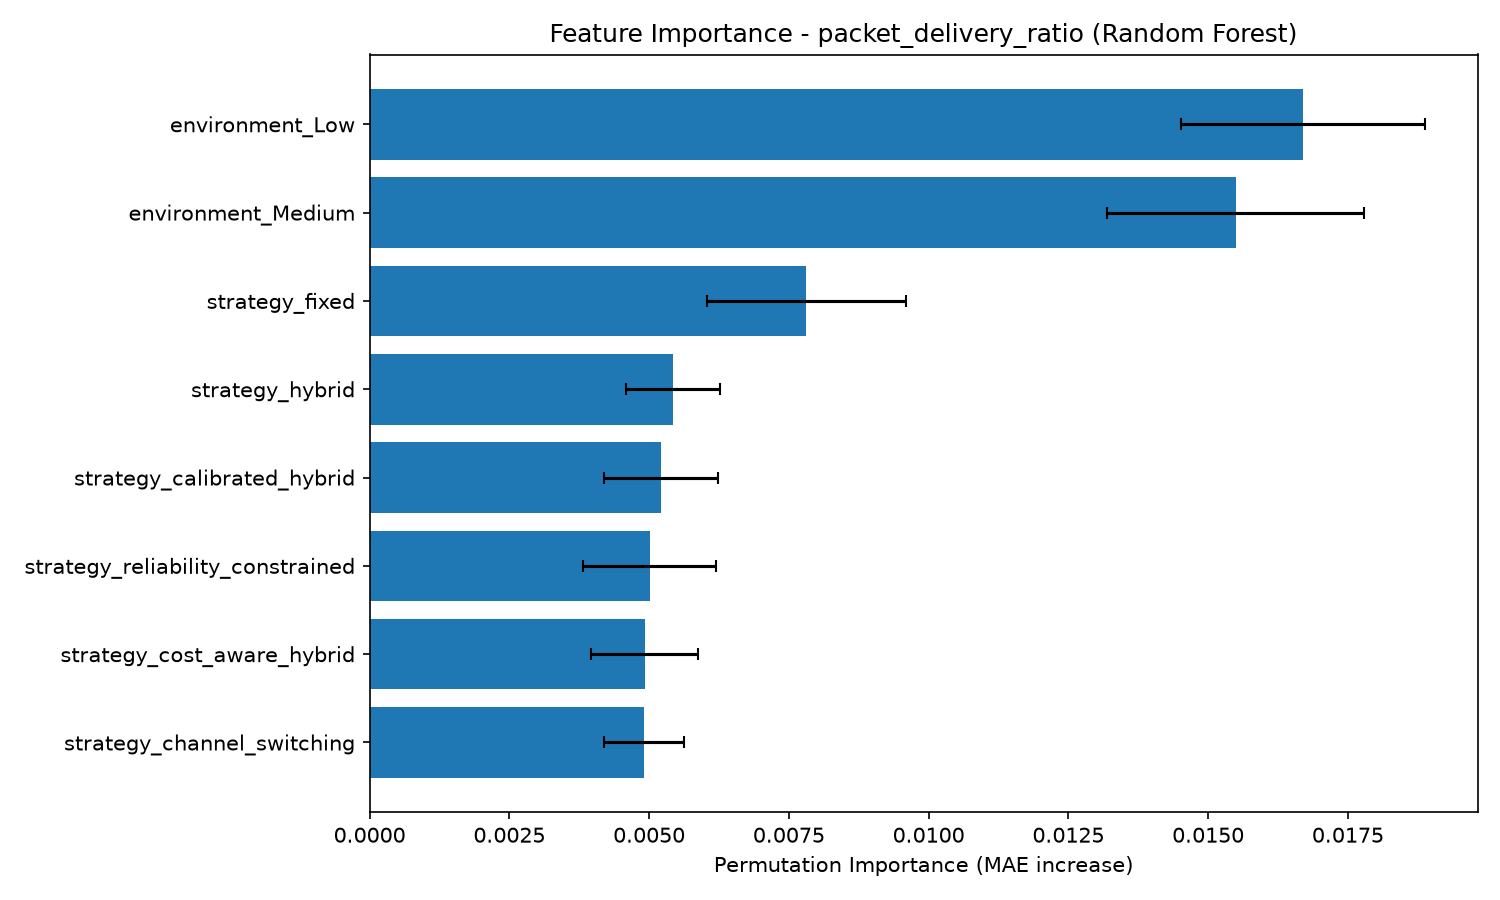 Feature Importance - packet_delivery_ratio (Random Forest)
environment_Low
environment_Medium
strategy_fixed
strategy_hybrid
strategy_calibrated_hybrid
strategy_reliability_constrained
strategy_cost_aware_hybrid
strategy_channel_switching
0.0000 0.0025 0.0050 0.0075 0.0100 0.0125 0.0150 0.0175
Permutation Importance (MAE increase)